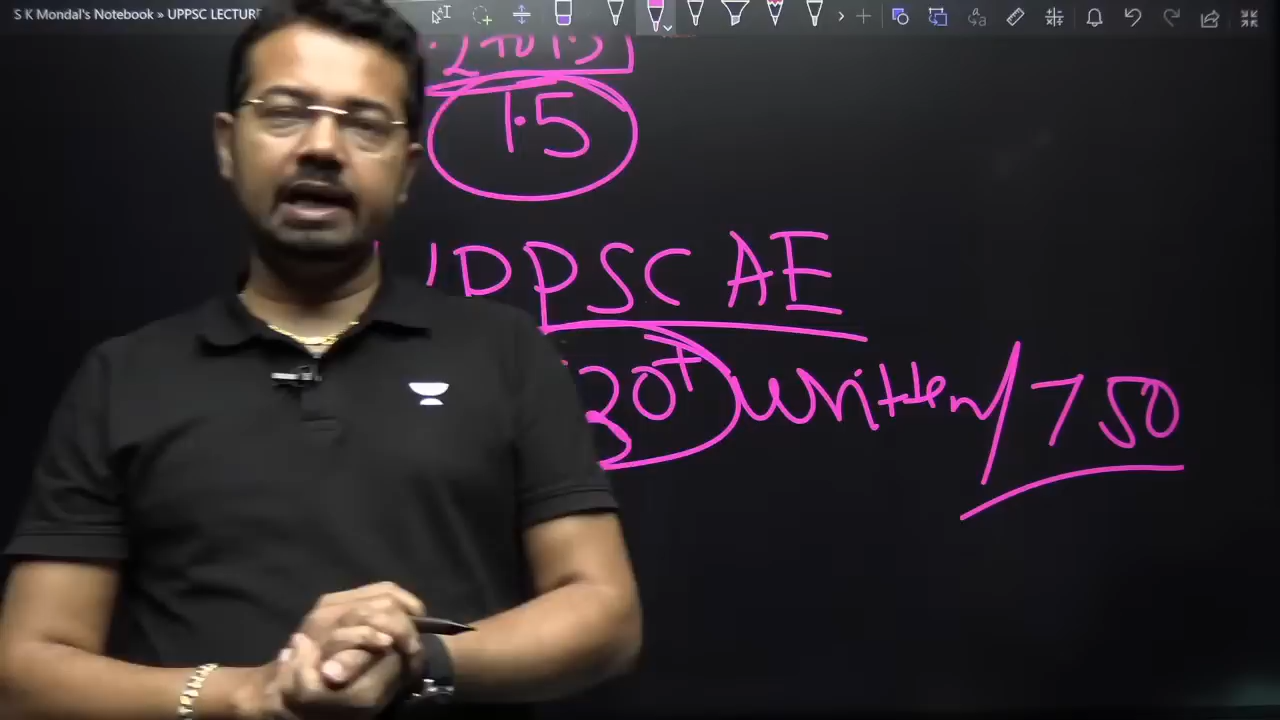 S K Mondal's Notebook » UPPSC LECTURE
1.5
UPPSC AE
30+ written/750